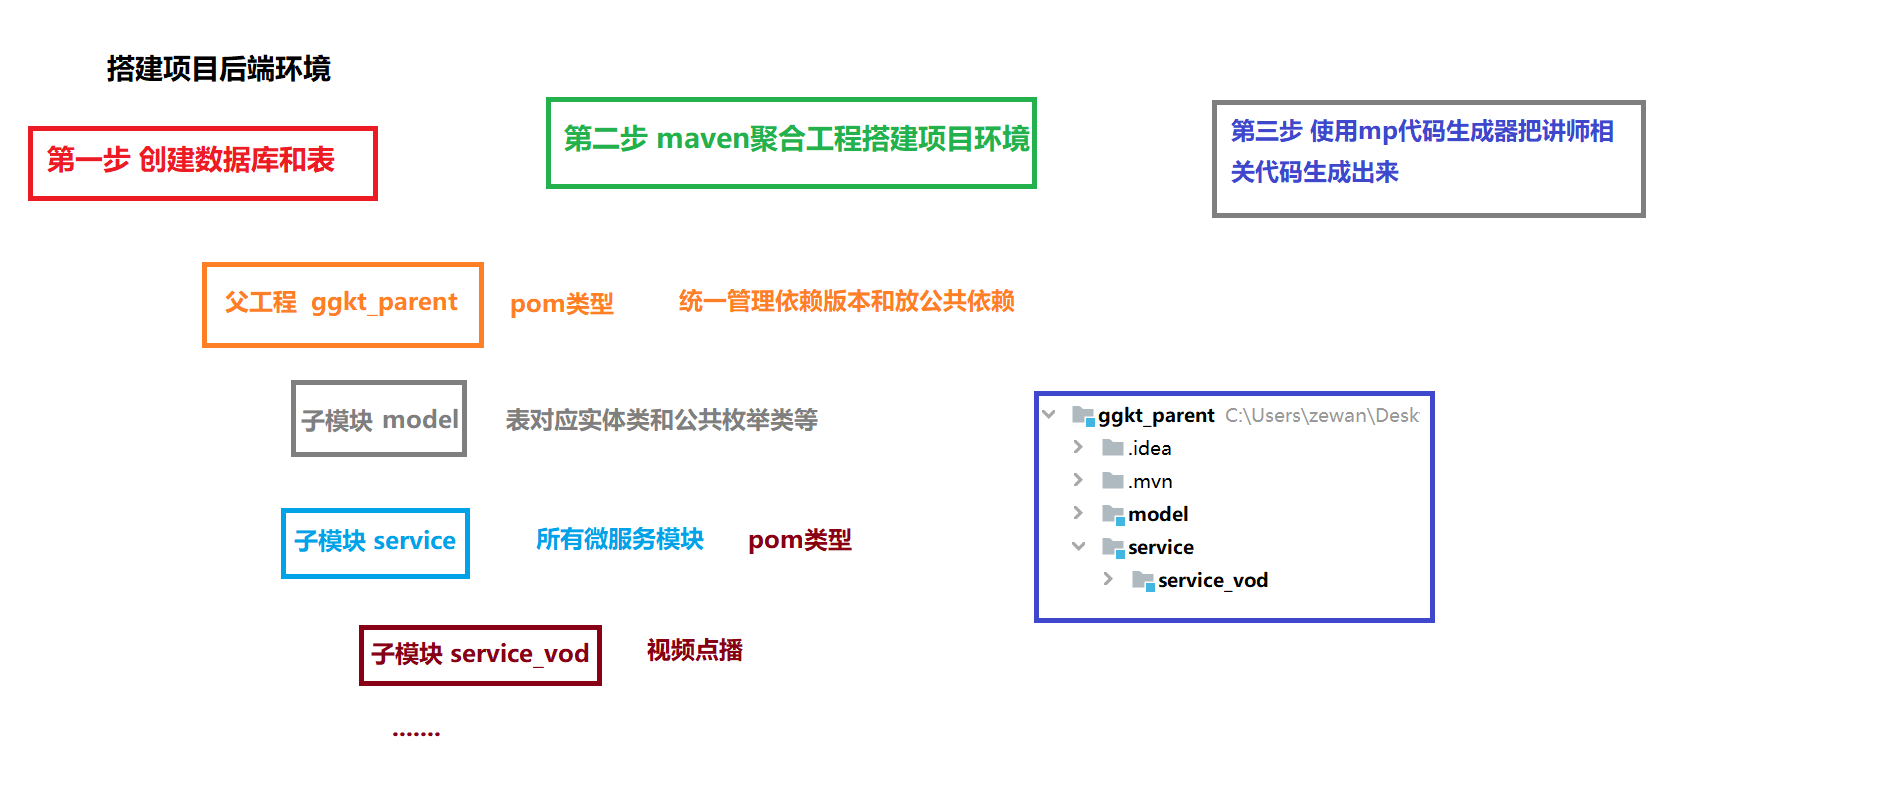 搭建项目后端环境
第一步 创建数据库和表
第二步 maven聚合工程搭建项目环境
第三步 使用mp代码生成器把讲师相
关代码生成出来
父工程 ggkt_parent
pom类型
统一管理依赖版本和放公共依赖
子模块 model
表对应实体类和公共枚举类等
子模块 service
所有微服务模块
pom类型
子模块 service_vod
视频点播
.......
ggkt_parent C:\Users\zewan\Desk
.idea
.mvn
model
service
service_vod